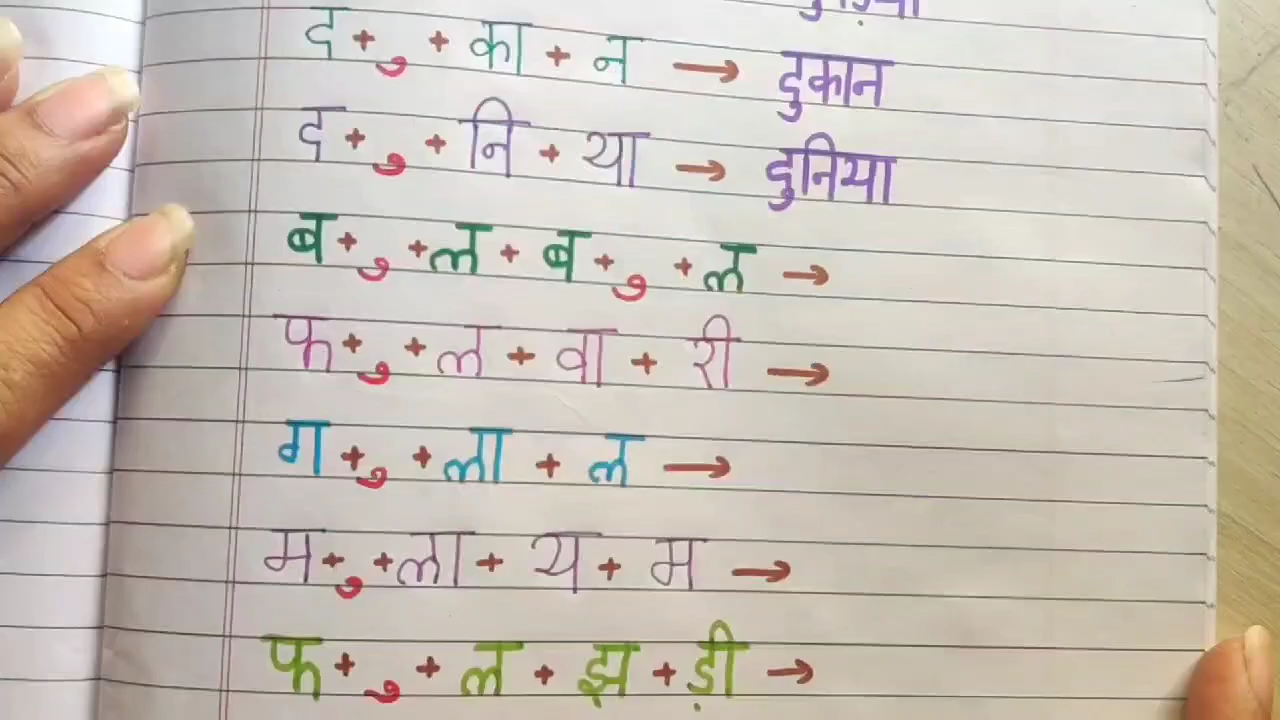 द + ु + का + न → दुकान
द + ु + नि + या → दुनिया
ब + ु + ल + ब + ु + ल →
फ + ु + ल + वा + री →
ग + ु + ला + ल →
म + ु + ला + य + म →
फ + ु + ल + झ + ड़ी →